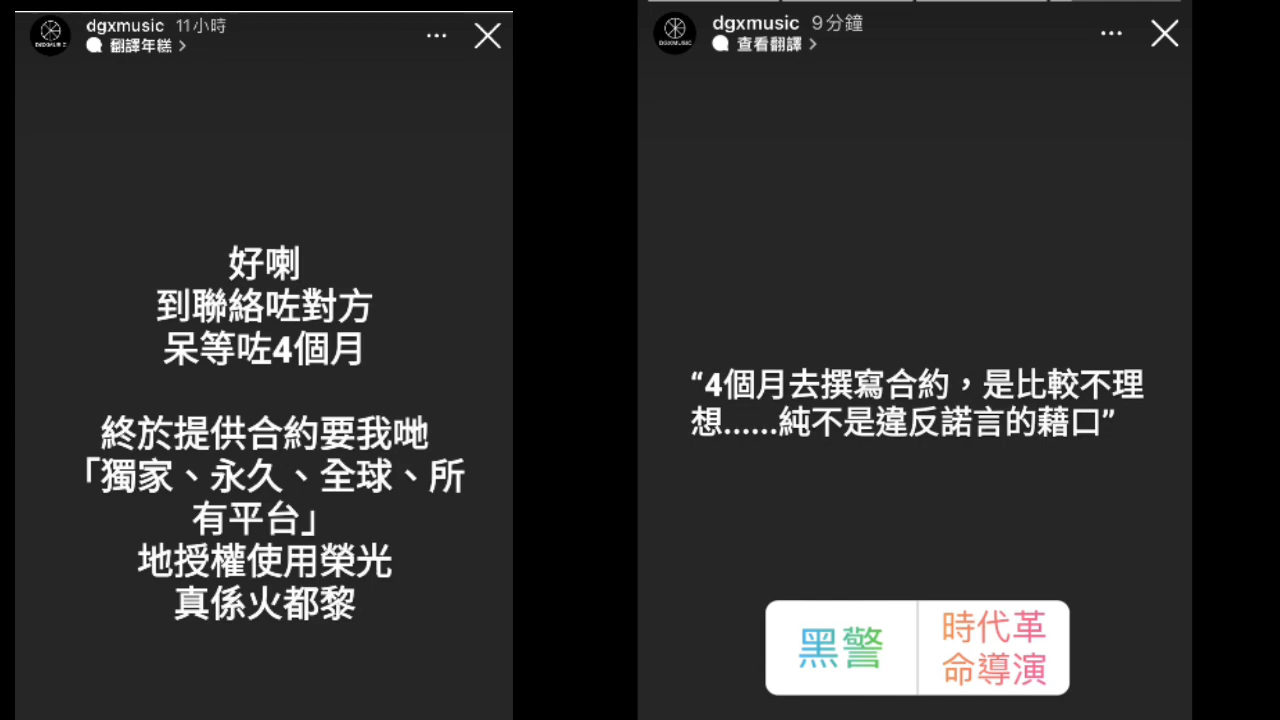 dgxmusic 11小時
翻譯年糕 >
好喇
到聯絡咗對方
呆等咗4個月
終於提供合約要我哋
「獨家、永久、全球、所
有平台」
地授權使用榮光
真係火都黎
dgxmusic 9分鐘
DGXMUSIC
查看翻譯 >
“4個月去撰寫合約，是比較不理
想......純不是違反諾言的藉口”
黑警
時代革
命導演